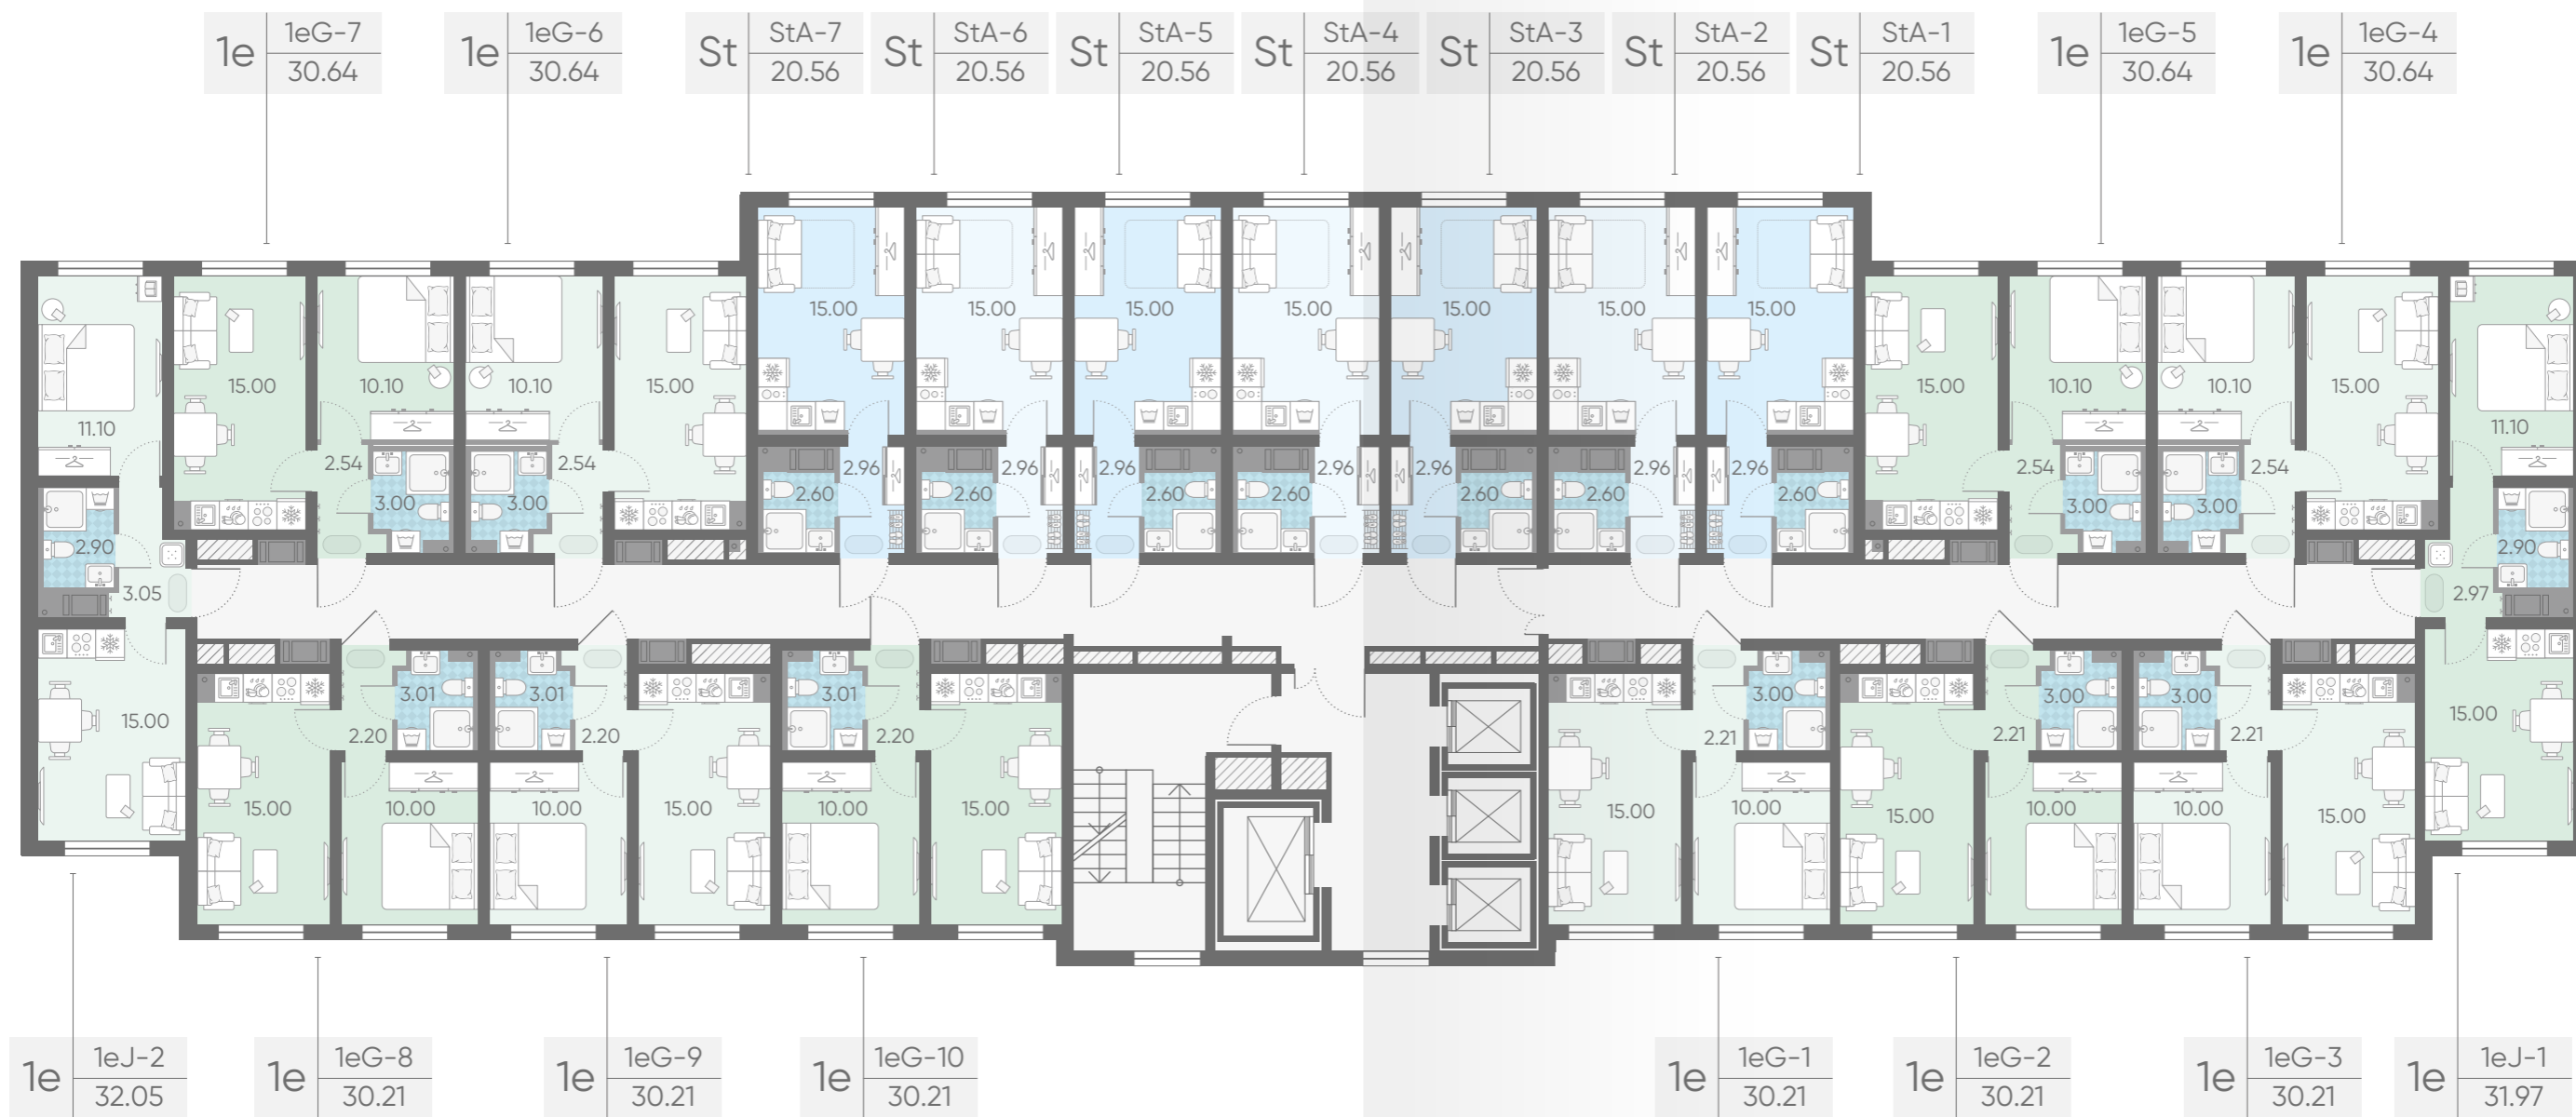 1e 1eG-7 30.64
1e 1eG-6 30.64
St StA-7 20.56
St StA-6 20.56
St StA-5 20.56
St StA-4 20.56
St StA-3 20.56
St StA-2 20.56
St StA-1 20.56
1e 1eG-5 30.64
1e 1eG-4 30.64
15.00 15.00 15.00 15.00 15.00 15.00 15.00
15.00 10.10 10.10 15.00 15.00 10.10 10.10 15.00
11.10 11.10
2.54 2.54 2.96 2.96 2.96 2.96 2.96 2.96 2.96 2.54 2.54
3.00 3.00 2.60 2.60 2.60 2.60 2.60 2.60 2.60 3.00 3.00
2.90 2.90
3.05 2.97
3.01 3.01 3.01 3.00 3.00 3.00
15.00 2.20 2.20 2.20 2.21 2.21 2.21 15.00
15.00 10.00 10.00 15.00 10.00 15.00 15.00 10.00 15.00 10.00 10.00 15.00
1e 1eJ-2 32.05
1e 1eG-8 30.21
1e 1eG-9 30.21
1e 1eG-10 30.21
1e 1eG-1 30.21
1e 1eG-2 30.21
1e 1eG-3 30.21
1e 1eJ-1 31.97